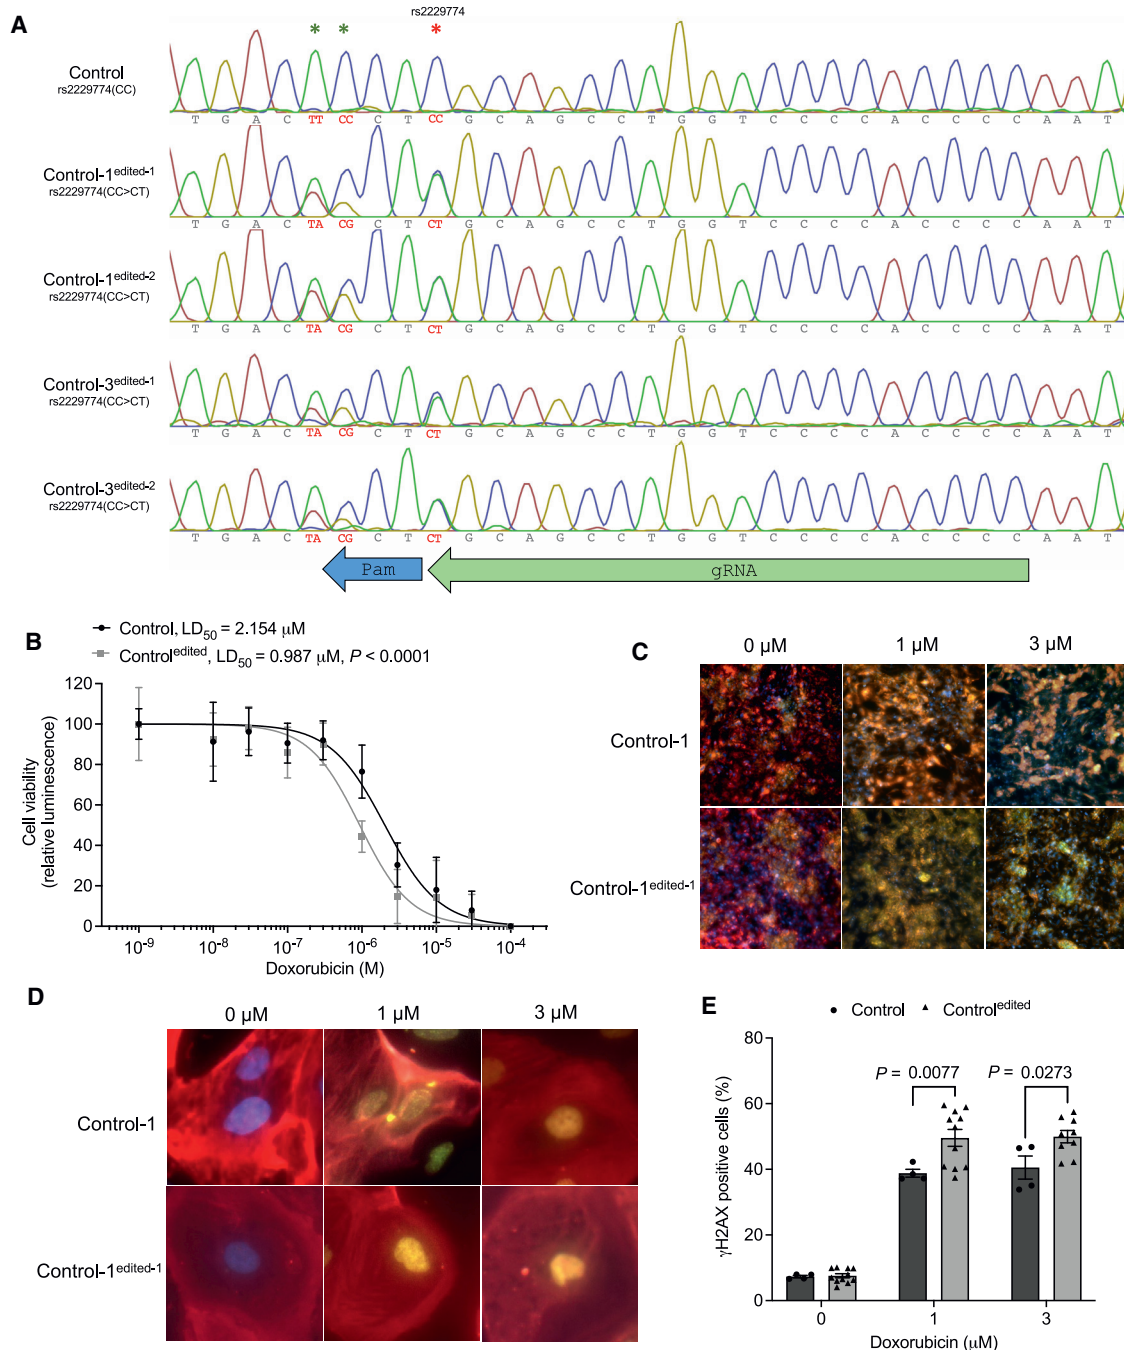 A
rs2229774
* * *
Control
rs2229774(CC)
T G A C TT CC C T CC G C A G C C T G G T C C C C A C C C C A A T
Control-1edited-1
rs2229774(CC>CT)
T G A C TA CG C T CT G C A G C C T G G T C C C C A C C C C A A T
Control-1edited-2
rs2229774(CC>CT)
T G A C TA CG C T CT G C A G C C T G G T C C C C A C C C C A A T
Control-3edited-1
rs2229774(CC>CT)
T G A C TA CG C T CT G C A G C C T G G T C C C C A C C C C A A T
Control-3edited-2
rs2229774(CC>CT)
T G A C TA CG C T CT G C A G C C T G G T C C C C A C C C C A A T
Pam
gRNA
B
Control, LD50 = 2.154 μM
Controledited, LD50 = 0.987 μM, P < 0.0001
Cell viability
(relative luminescence)
120
100
80
60
40
20
0
10-9 10-8 10-7 10-6 10-5 10-4
Doxorubicin (M)
C
0 μM 1 μM 3 μM
Control-1
Control-1edited-1
D
0 μM 1 μM 3 μM
Control-1
Control-1edited-1
E
Control Controledited
γH2AX positive cells (%)
80
60
40
20
0
P = 0.0077
P = 0.0273
0 1 3
Doxorubicin (μM)